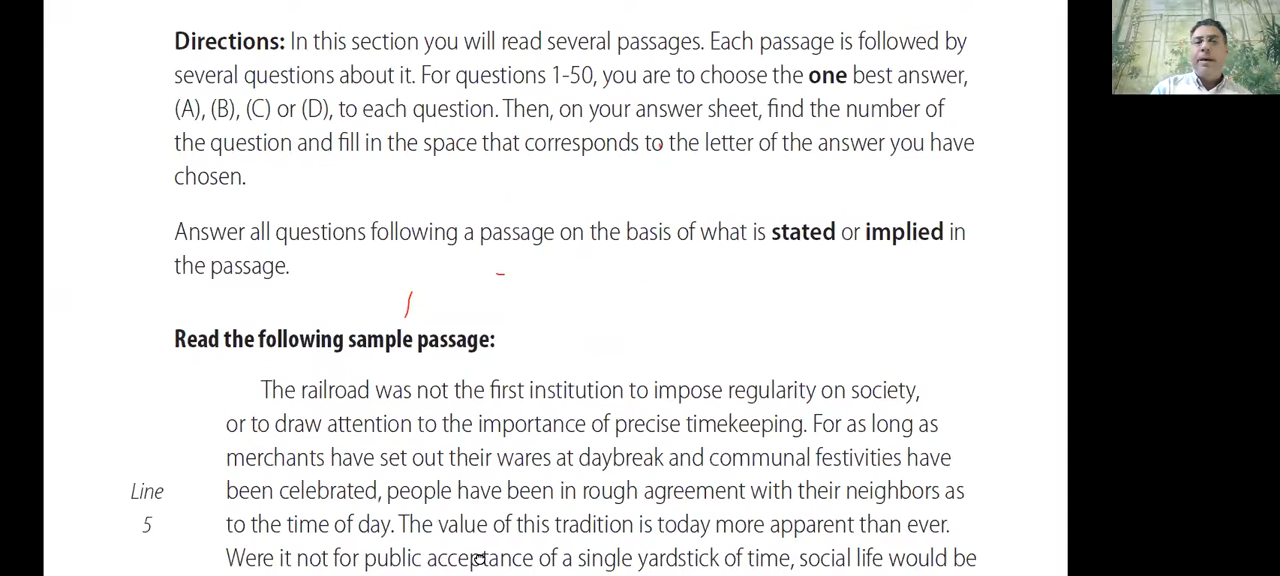 Directions: In this section you will read several passages. Each passage is followed by
several questions about it. For questions 1-50, you are to choose the one best answer,
(A), (B), (C) or (D), to each question. Then, on your answer sheet, find the number of
the question and fill in the space that corresponds to the letter of the answer you have
chosen.
Answer all questions following a passage on the basis of what is stated or implied in
the passage.
Read the following sample passage:
The railroad was not the first institution to impose regularity on society,
or to draw attention to the importance of precise timekeeping. For as long as
merchants have set out their wares at daybreak and communal festivities have
Line been celebrated, people have been in rough agreement with their neighbors as
5 to the time of day. The value of this tradition is today more apparent than ever.
Were it not for public acceptance of a single yardstick of time, social life would be